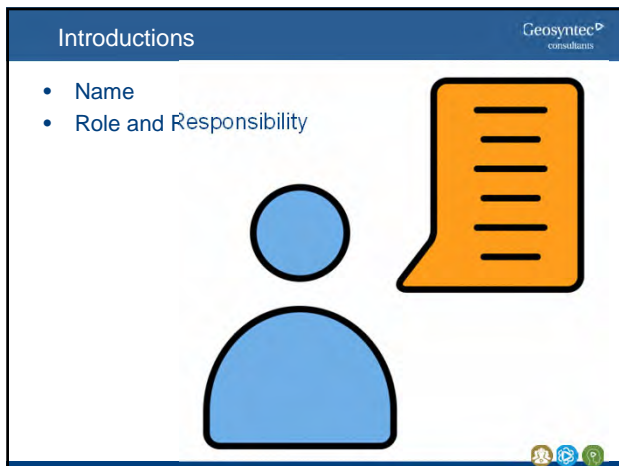 Introductions
Geosyntec
consultants
• Name
• Role and Responsibility